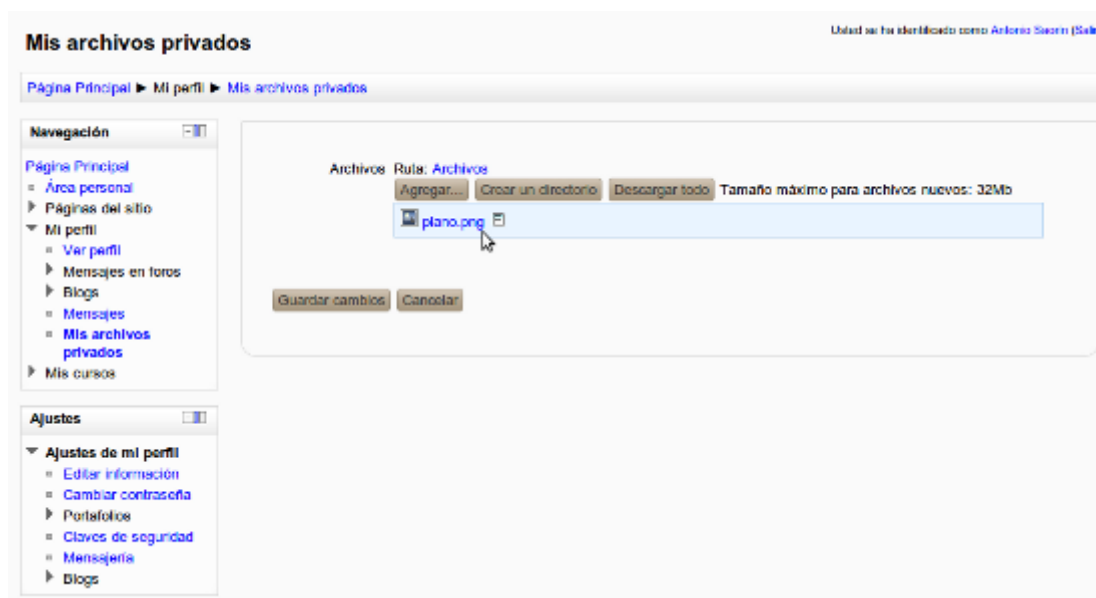 Mis archivos privados
Usted se ha identificado como Antonio Saorin (Sali
Página Principal ► Mi perfil ► Mis archivos privados
Navegación
Página Principal
Área personal
Páginas del sitio
Mi perfil
Ver perfil
Mensajes en foros
Blogs
Mensajes
Mis archivos
privados
Mis cursos
Ajustes
Ajustes de mi perfil
Editar información
Cambiar contraseña
Portafolios
Claves de seguridad
Mensajería
Blogs
Archivos Ruta: Archivos
Agregar... Crear un directorio Descargar todo Tamaño máximo para archivos nuevos: 32Mb
plano.png
Guardar cambios Cancelar